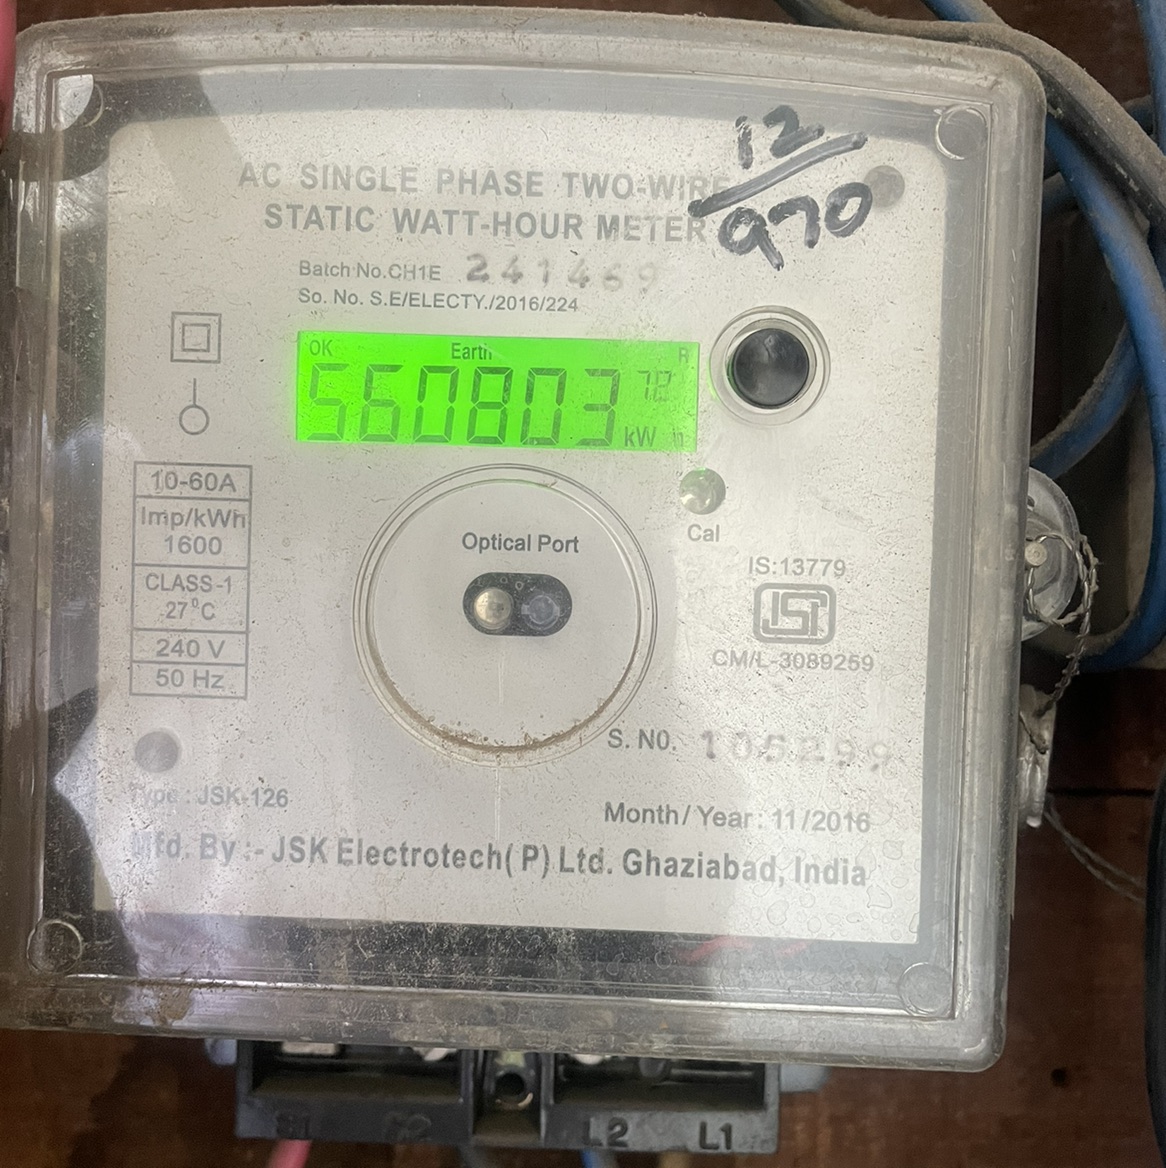 12
970
AC SINGLE PHASE TWO-WIRE
STATIC WATT-HOUR METER
Batch No.CH1E 241469
So. No. S.E/ELECTY./2016/224
OK Earth R
560803
kW h
10-60A
Imp/kWh
1600
CLASS-1
27°C
240 V
50 Hz
Optical Port
Cal
IS:13779
ISI
CM/L-3089259
S. NO. 105299
Type : JSK-126
Month/Year: 11/2016
Mfd. By :- JSK Electrotech(P) Ltd. Ghaziabad, India
L2 L1